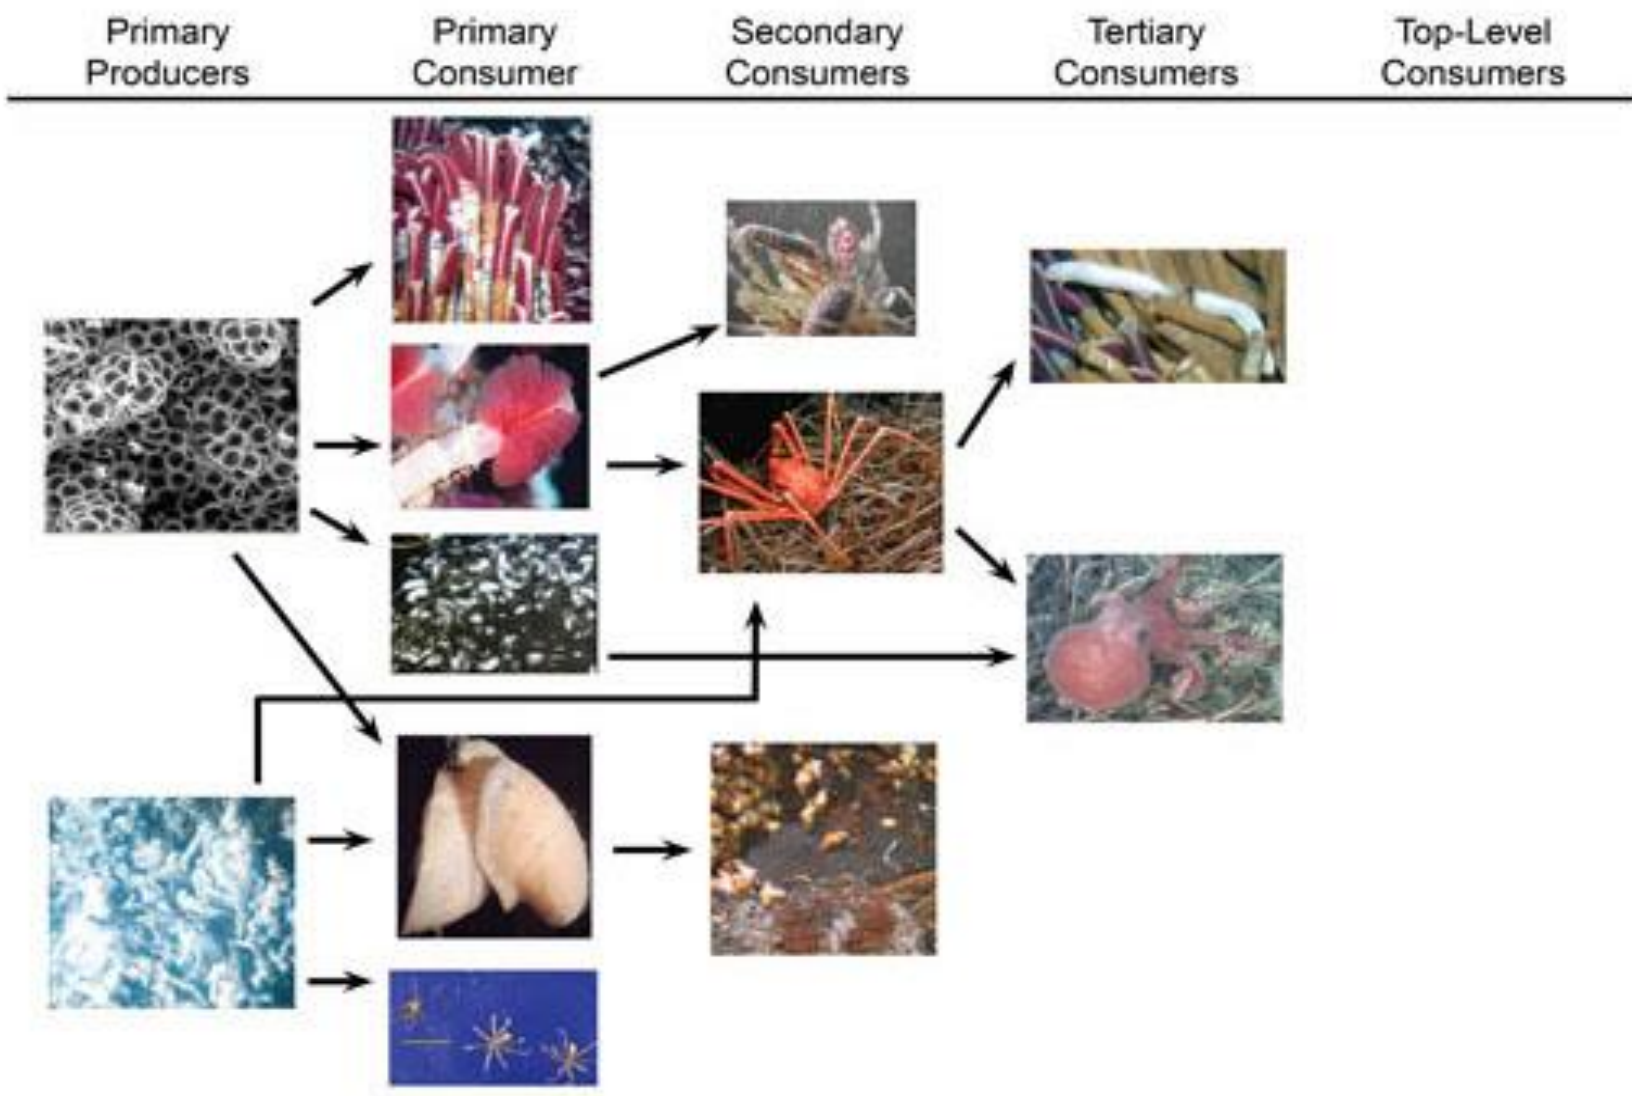 Primary
Producers
Primary
Consumer
Secondary
Consumers
Tertiary
Consumers
Top-Level
Consumers